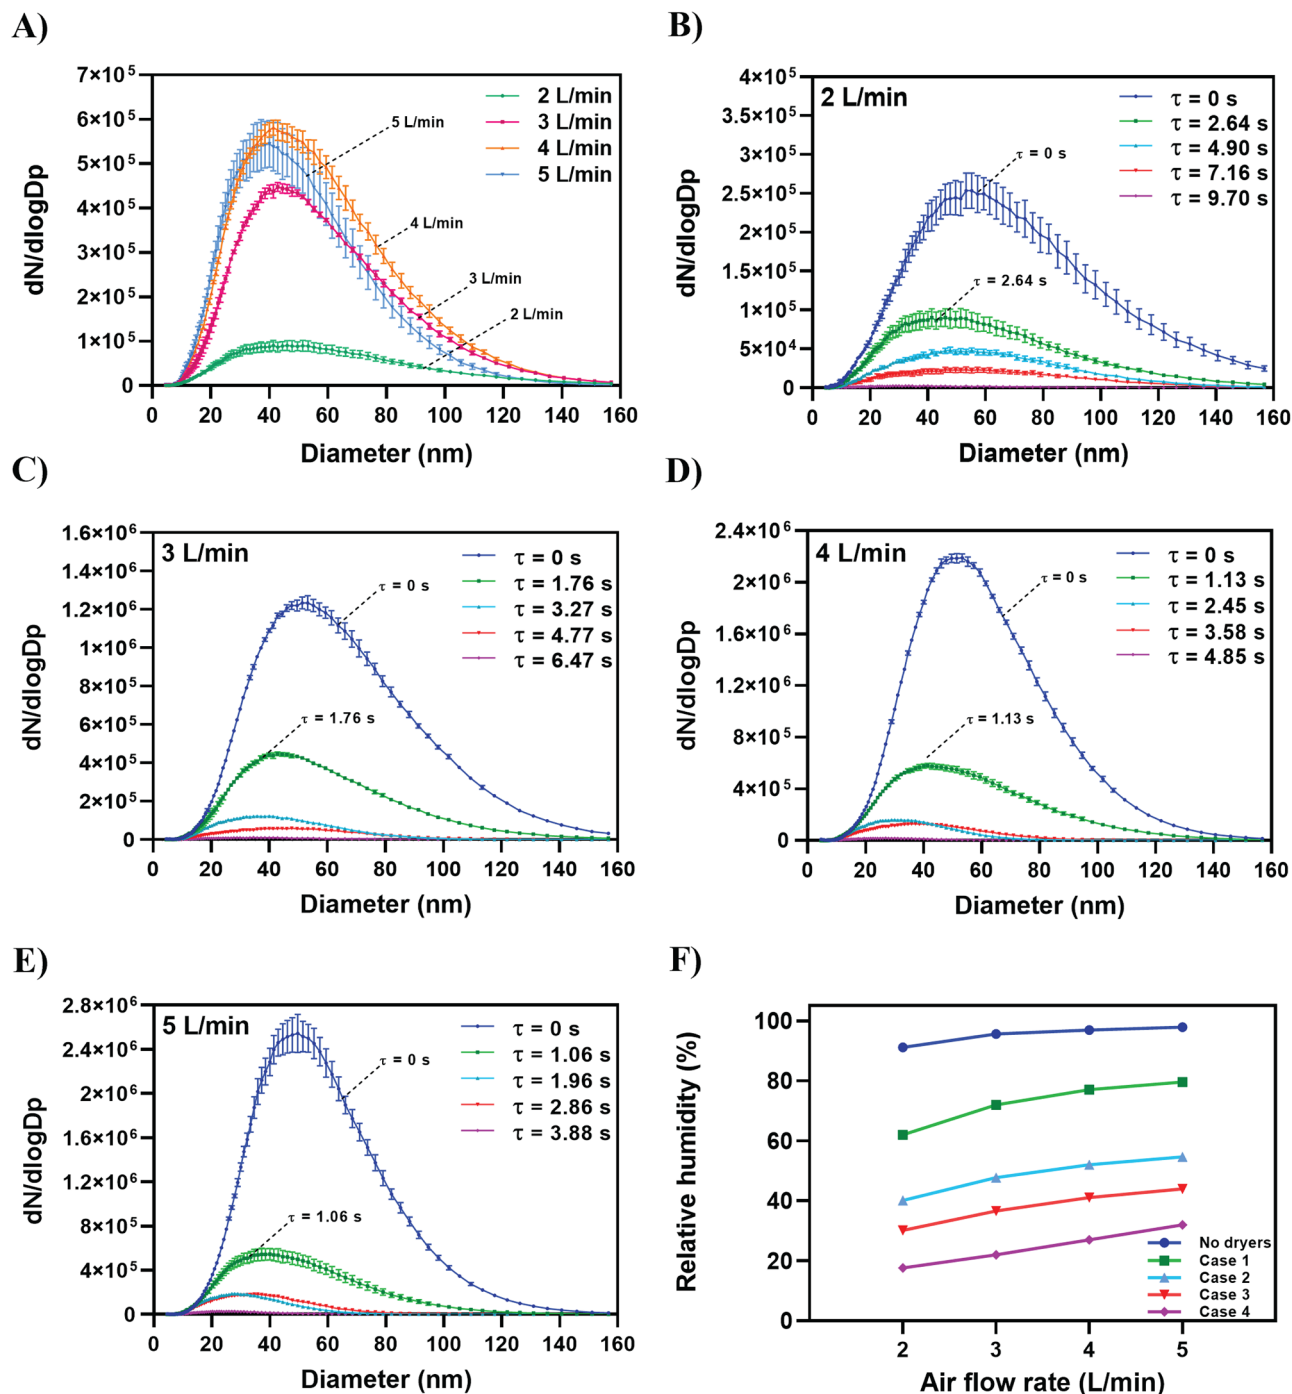 A)
7×10⁵
6×10⁵
5×10⁵
4×10⁵
3×10⁵
2×10⁵
1×10⁵
0
dN/dlogDp
0 20 40 60 80 100 120 140 160
Diameter (nm)
2 L/min
3 L/min
4 L/min
5 L/min
5 L/min
4 L/min
3 L/min
2 L/min
B)
4×10⁵
3×10⁵
3×10⁵
2×10⁵
1×10⁵
1×10⁵
5×10⁴
0
dN/dlogDp
0 20 40 60 80 100 120 140 160
Diameter (nm)
2 L/min
τ = 0 s
τ = 2.64 s
τ = 4.90 s
τ = 7.16 s
τ = 9.70 s
τ = 0 s
τ = 2.64 s
C)
1.6×10⁶
1.4×10⁶
1.2×10⁶
1×10⁶
8×10⁵
6×10⁵
4×10⁵
2×10⁵
0
dN/dlogDp
0 20 40 60 80 100 120 140 160
Diameter (nm)
3 L/min
τ = 0 s
τ = 1.76 s
τ = 3.27 s
τ = 4.77 s
τ = 6.47 s
τ = 0 s
τ = 1.76 s
D)
2.4×10⁶
2×10⁶
1.6×10⁶
1.2×10⁶
8×10⁵
4×10⁵
0
dN/dlogDp
0 20 40 60 80 100 120 140 160
Diameter (nm)
4 L/min
τ = 0 s
τ = 1.13 s
τ = 2.45 s
τ = 3.58 s
τ = 4.85 s
τ = 0 s
τ = 1.13 s
E)
2.8×10⁶
2.4×10⁶
2×10⁶
1.6×10⁶
1.2×10⁶
8×10⁵
4×10⁵
0
dN/dlogDp
0 20 40 60 80 100 120 140 160
Diameter (nm)
5 L/min
τ = 0 s
τ = 1.06 s
τ = 1.96 s
τ = 2.86 s
τ = 3.88 s
τ = 0 s
τ = 1.06 s
F)
100
80
60
40
20
0
Relative humidity (%)
2 3 4 5
Air flow rate (L/min)
No dryers
Case 1
Case 2
Case 3
Case 4